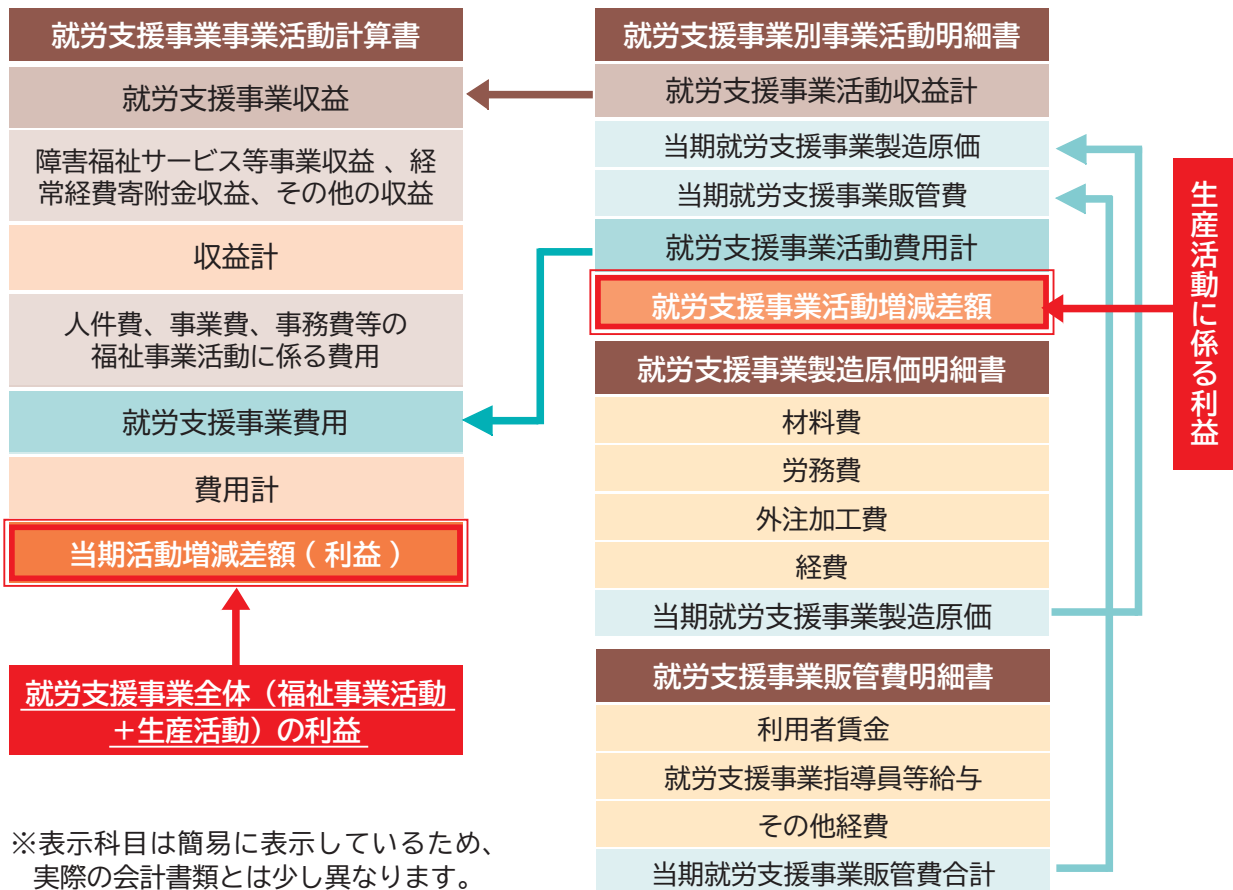 就労支援事業事業活動計算書
就労支援事業収益
障害福祉サービス等事業収益 、経
常経費寄附金収益、その他の収益
収益計
人件費、事業費、事務費等の
福祉事業活動に係る費用
就労支援事業費用
費用計
当期活動増減差額（ 利益 ）
就労支援事業全体（福祉事業活動
＋生産活動）の利益
※表示科目は簡易に表示しているため、
実際の会計書類とは少し異なります。
就労支援事業別事業活動明細書
就労支援事業活動収益計
当期就労支援事業製造原価
当期就労支援事業販管費
就労支援事業活動費用計
就労支援事業活動増減差額
就労支援事業製造原価明細書
材料費
労務費
外注加工費
経費
当期就労支援事業製造原価
就労支援事業販管費明細書
利用者賃金
就労支援事業指導員等給与
その他経費
当期就労支援事業販管費合計
生産活動に係る利益